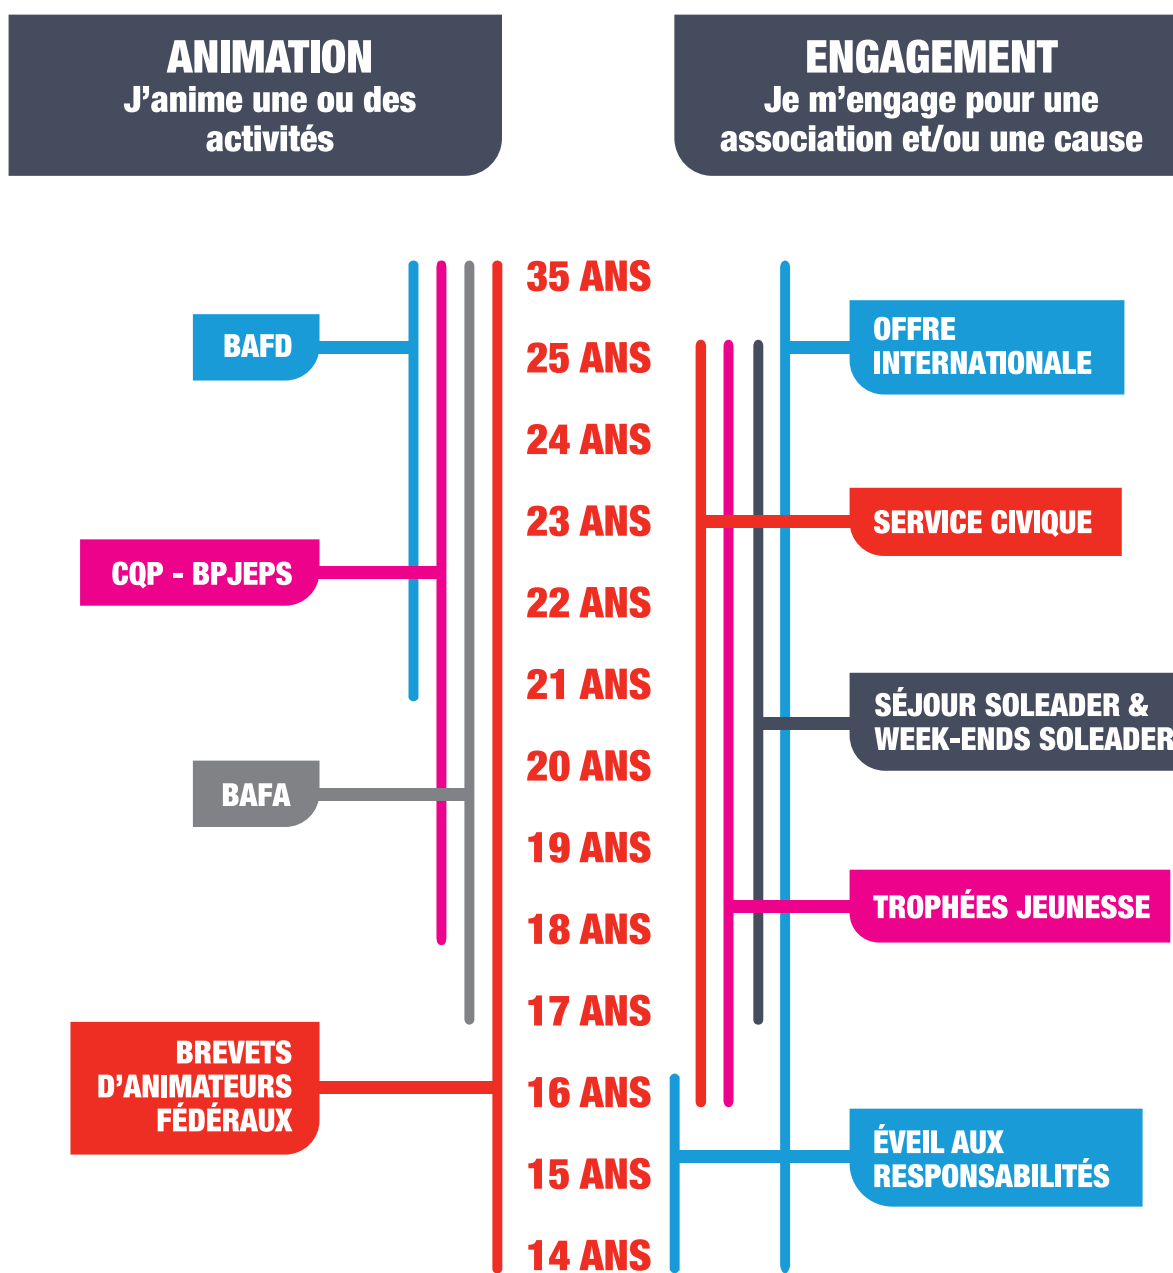 ANIMATION
J'anime une ou des
activités
ENGAGEMENT
Je m'engage pour une
association et/ou une cause
35 ANS
25 ANS
24 ANS
23 ANS
22 ANS
21 ANS
20 ANS
19 ANS
18 ANS
17 ANS
16 ANS
15 ANS
14 ANS
BAFD
CQP - BPJEPS
BAFA
BREVETS
D'ANIMATEURS
FÉDÉRAUX
OFFRE
INTERNATIONALE
SERVICE CIVIQUE
SÉJOUR SOLEADER &
WEEK-ENDS SOLEADER
TROPHÉES JEUNESSE
ÉVEIL AUX
RESPONSABILITÉS